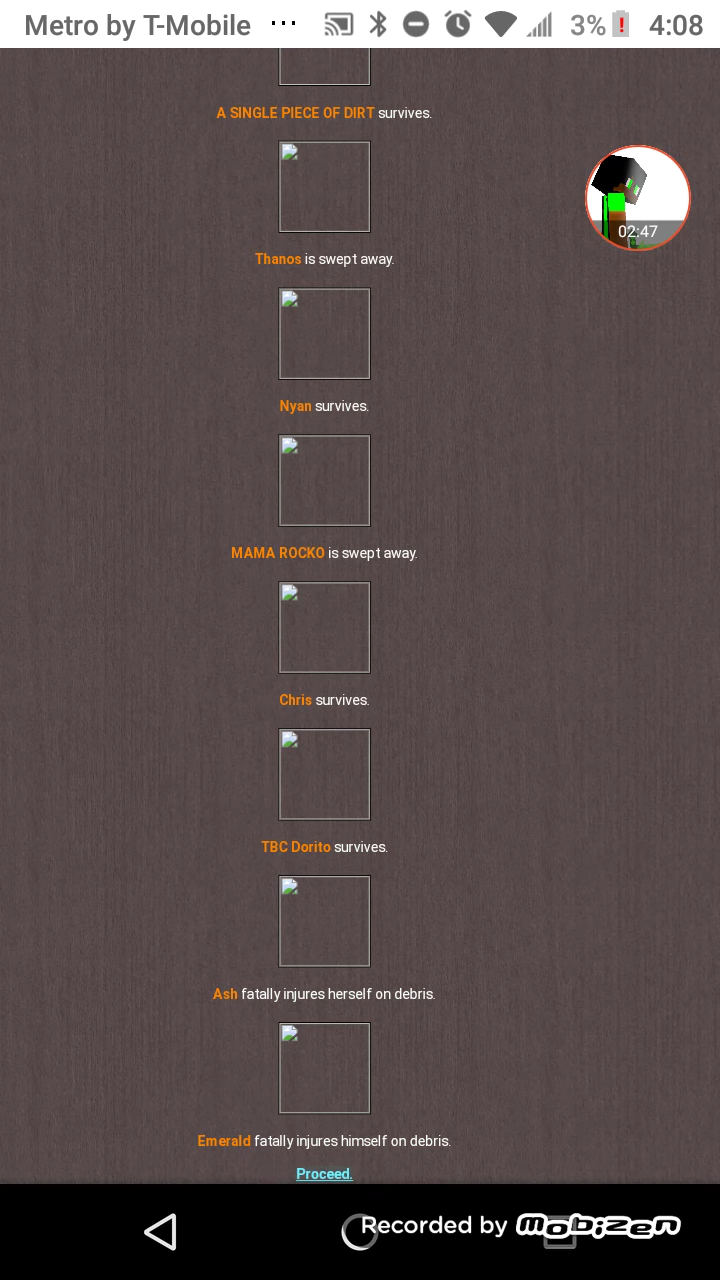 Metro by T-Mobile ... 3% 4:08
A SINGLE PIECE OF DIRT survives.
02:47
Thanos is swept away.
Nyan survives.
MAMA ROCKO is swept away.
Chris survives.
TBC Dorito survives.
Ash fatally injures herself on debris.
Emerald fatally injures himself on debris.
Proceed.
Recorded by mobizen